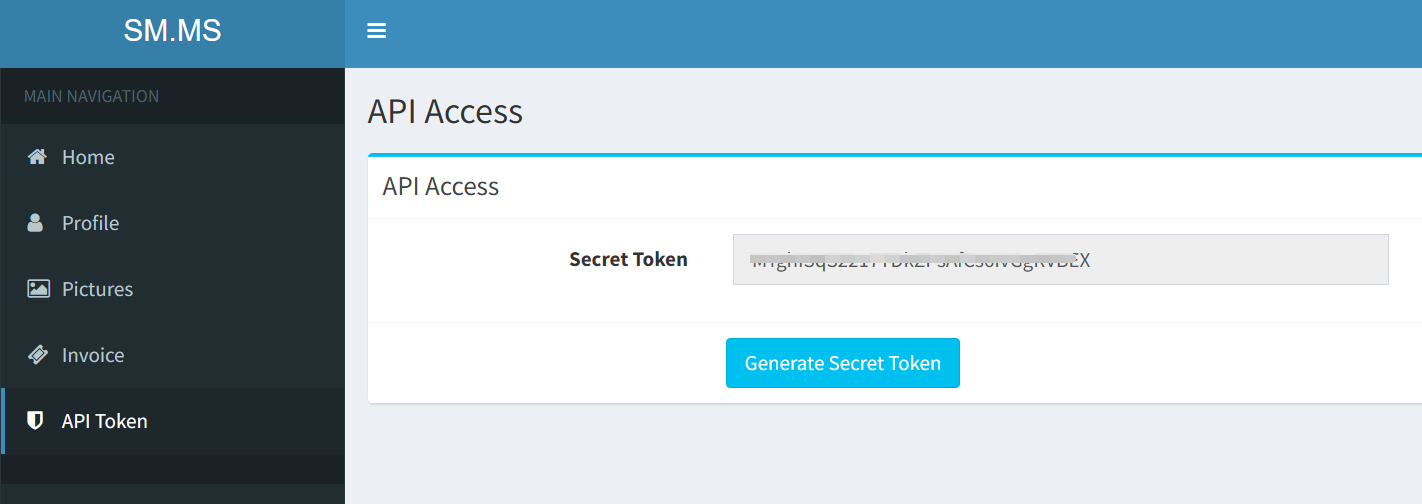 SM.MS
MAIN NAVIGATION
Home
Profile
Pictures
Invoice
API Token
API Access
API Access
Secret Token
Generate Secret Token